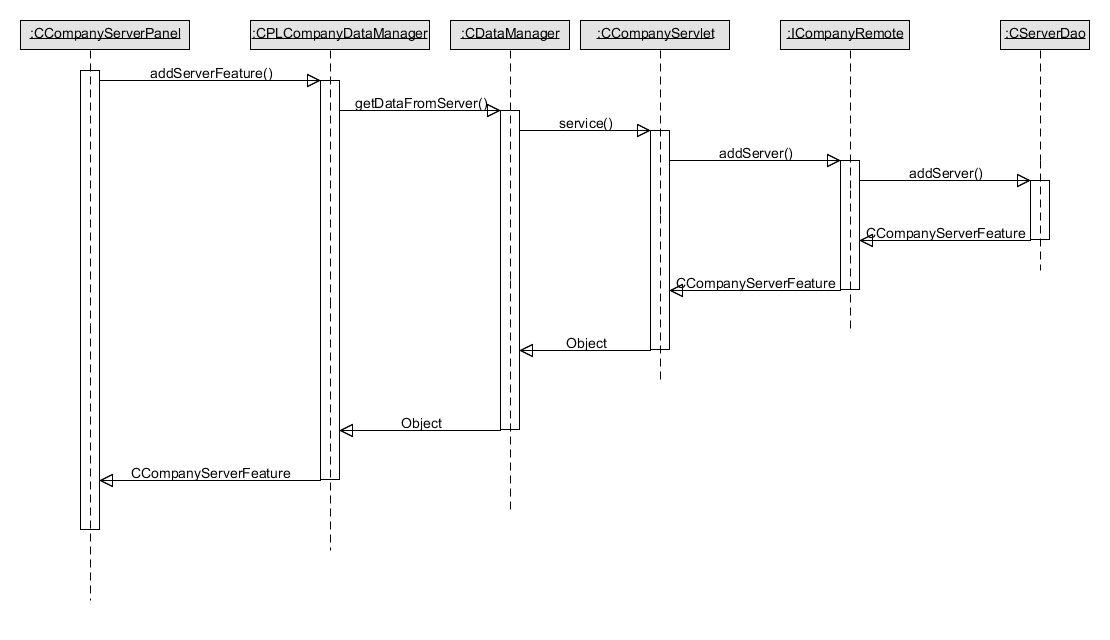 :CCompanyServerPanel
:CPLCompanyDataManager
:CDataManager
:CCompanyServlet
:ICompanyRemote
:CServerDao
addServerFeature()
getDataFromServer()
service()
addServer()
addServer()
CCompanyServerFeature
CCompanyServerFeature
Object
Object
CCompanyServerFeature